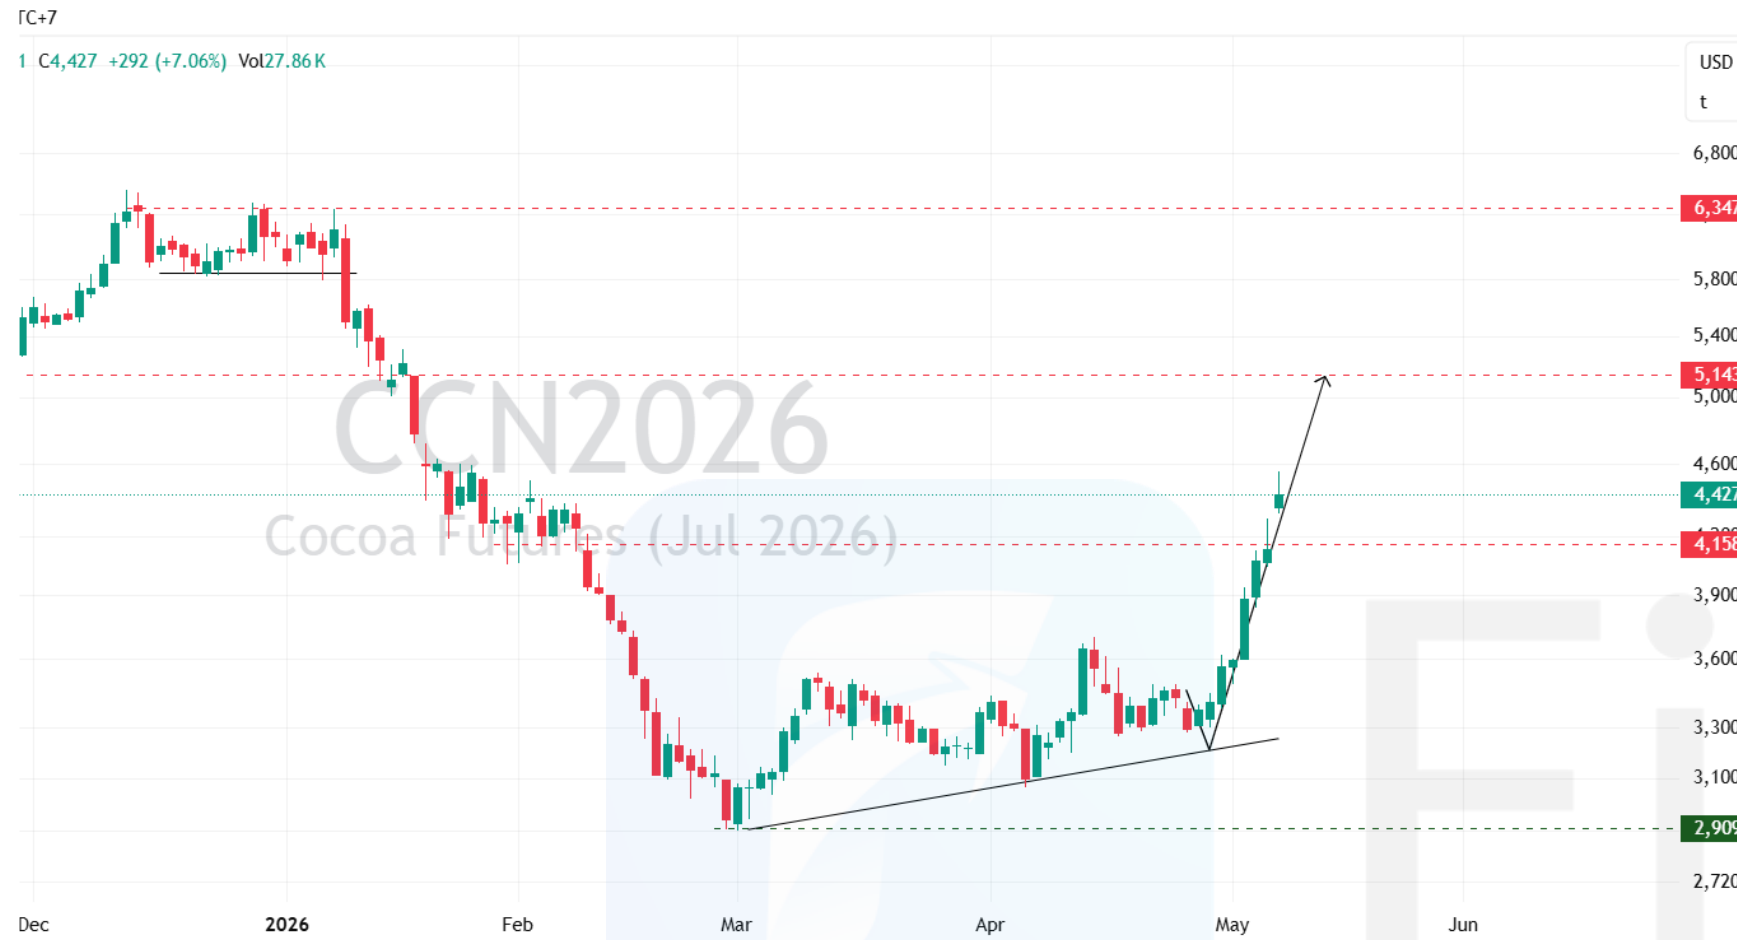 TC+7
1 C4,427 +292 (+7.06%) Vol27.86 K
USD
t
6,800
6,347
5,800
5,400
5,143
5,000
4,600
4,427
4,158
3,900
3,600
3,300
3,100
2,909
2,720
CCN2026
Cocoa Futures (Jul 2026)
Fi
Dec 2026 Feb Mar Apr May Jun